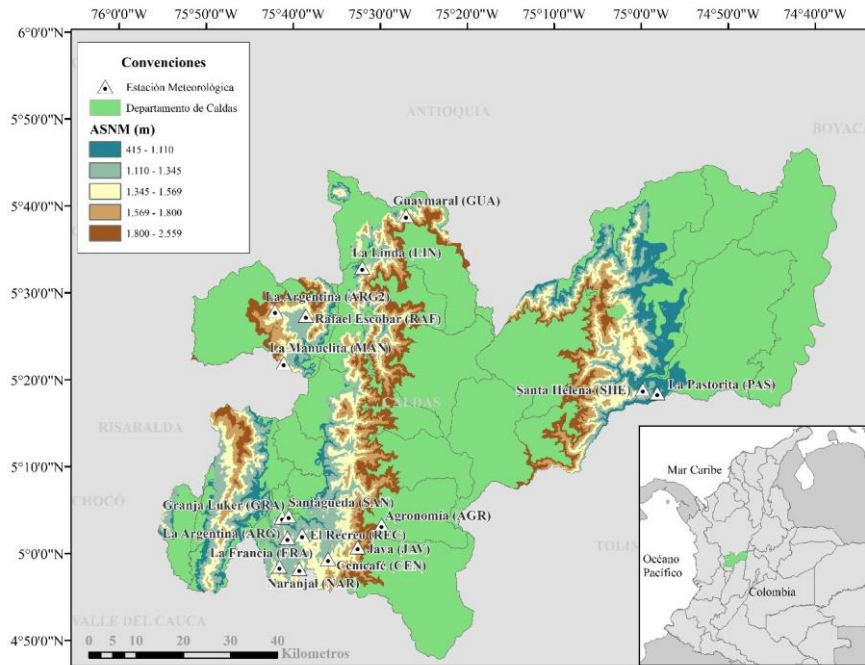 76°0'0"W 75°50'0"W 75°40'0"W 75°30'0"W 75°20'0"W 75°10'0"W 75°0'0"W 74°50'0"W 74°40'0"W
6°0'0"N
5°50'0"N
5°40'0"N
5°30'0"N
5°20'0"N
5°10'0"N
5°0'0"N
4°50'0"N
Convenciones
Estación Meteorológica
Departamento de Caldas
ASNM (m)
415 - 1.110
1.110 - 1.345
1.345 - 1.569
1.569 - 1.800
1.800 - 2.559
ANTIOQUIA
BOYACÁ
Guaymaral (GUA)
La Linda (LIN)
La Argentina (ARG2)
Rafael Escobar (RAF)
La Manuelita (MAN)
Santa Helena (SHE)
La Pastorita (PAS)
CALDAS
RISARALDA
CHOCÓ
Granja Luker (GRA)
Santágueda (SAN)
La Argentina (ARG)
El Recreo (REC)
Agronomía (AGR)
La Francia (FRA)
Java (JAV)
Cenicafé (CEN)
Naranjal (NAR)
VALLE DEL CAUCA
TOLIM
0 5 10 20 30 40
Kilometros
Mar Caribe
Océano
Pacífico
Colombia